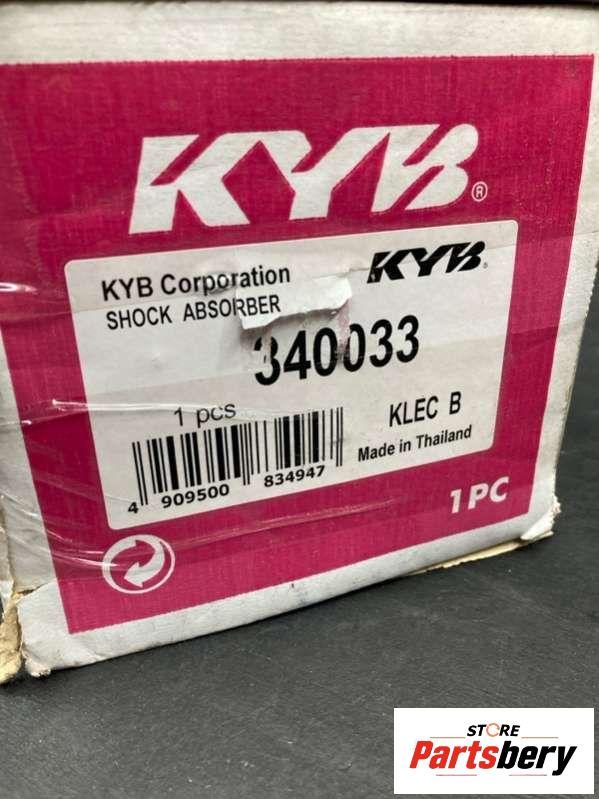 KYB®
KYB Corporation
KYB®
SHOCK ABSORBER
340033
1 pcs
KLEC B
Made in Thailand
4 909500 834947
1 PC
STORE
Partsbery